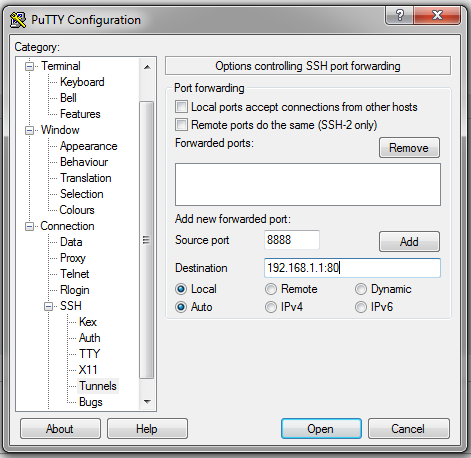 PuTTY Configuration
Category:
Terminal
Keyboard
Bell
Features
Window
Appearance
Behaviour
Translation
Selection
Colours
Connection
Data
Proxy
Telnet
Rlogin
SSH
Kex
Auth
TTY
X11
Tunnels
Bugs
Options controlling SSH port forwarding
Port forwarding
Local ports accept connections from other hosts
Remote ports do the same (SSH-2 only)
Forwarded ports:
Remove
Add new forwarded port:
Source port 8888 Add
Destination 192.168.1.1:80
Local Remote Dynamic
Auto IPv4 IPv6
About Help Open Cancel